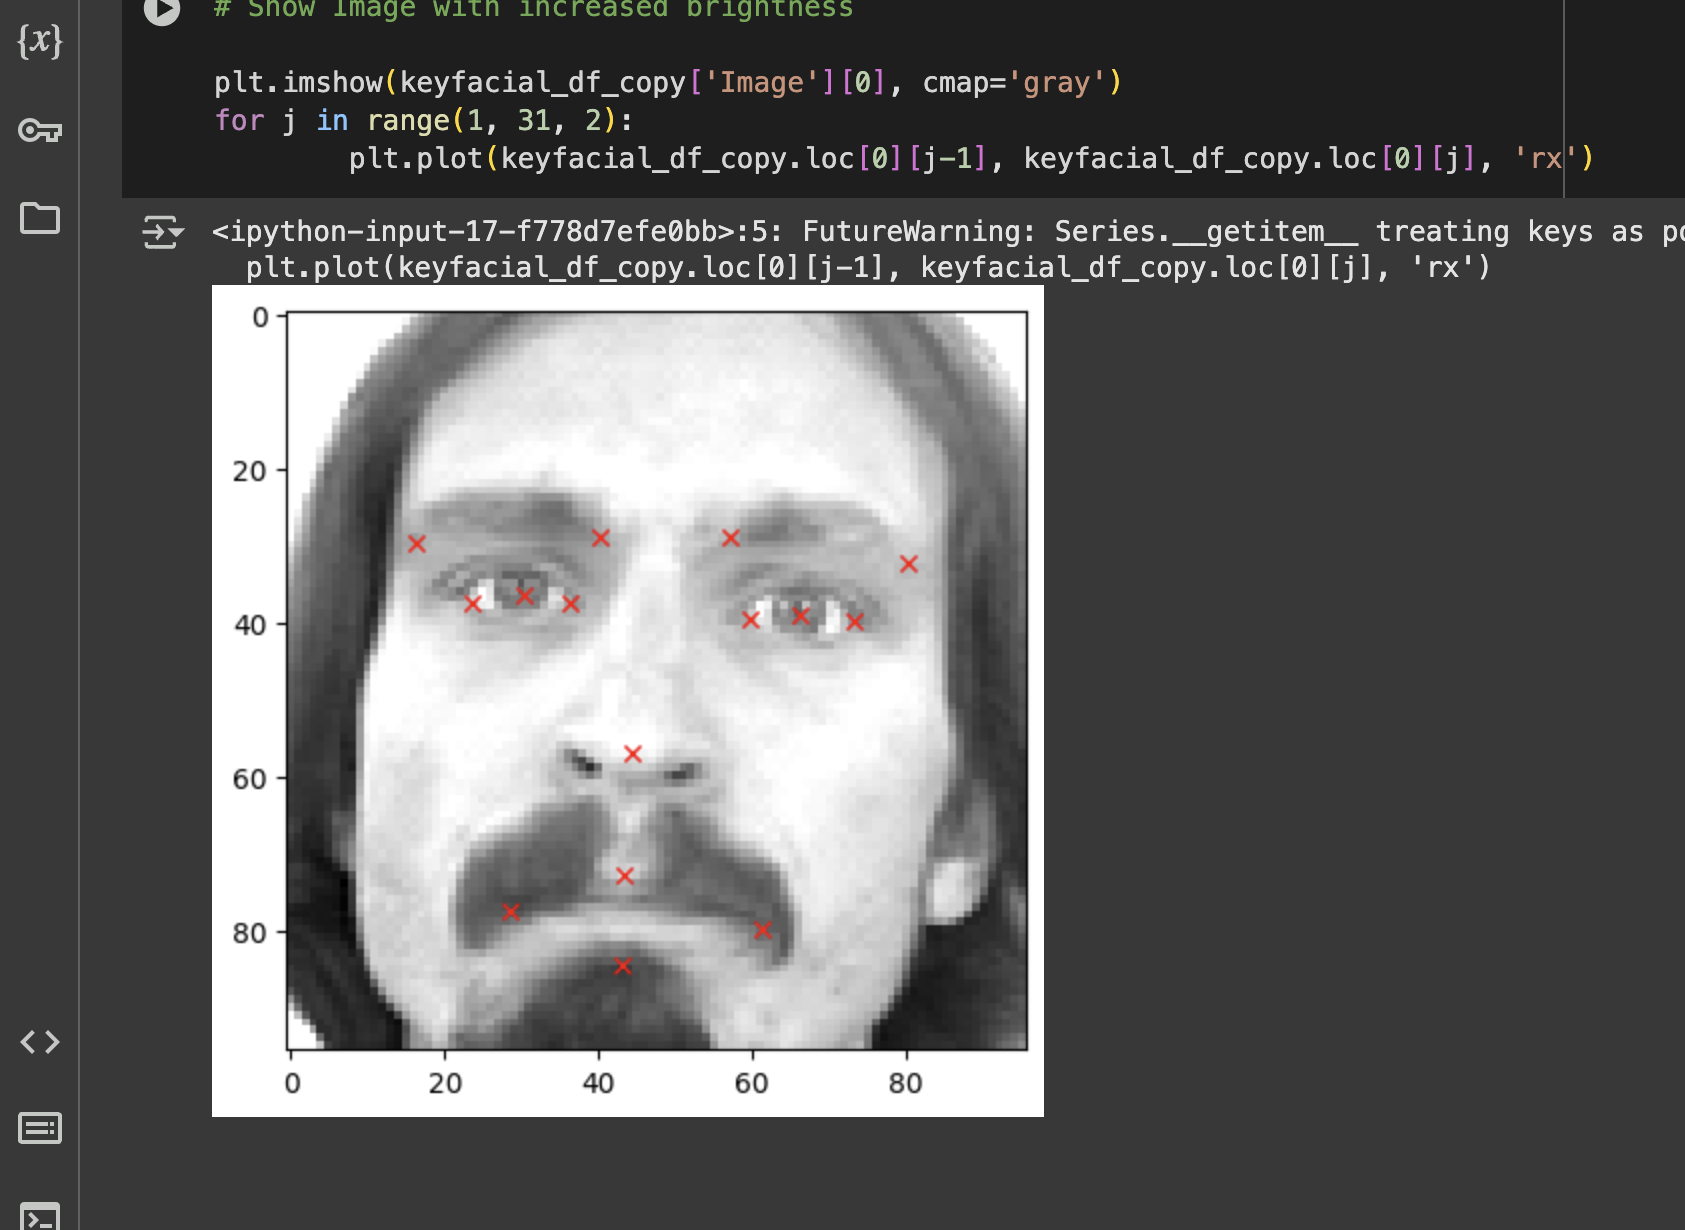 # Show Image with increased brightness
{x}
plt.imshow(keyfacial_df_copy['Image'][0], cmap='gray')
for j in range(1, 31, 2):
        plt.plot(keyfacial_df_copy.loc[0][j-1], keyfacial_df_copy.loc[0][j], 'rx')
<ipython-input-17-f778d7efe0bb>:5: FutureWarning: Series.__getitem__ treating keys as
  plt.plot(keyfacial_df_copy.loc[0][j-1], keyfacial_df_copy.loc[0][j], 'rx')
0
20
40
60
80
0 20 40 60 80